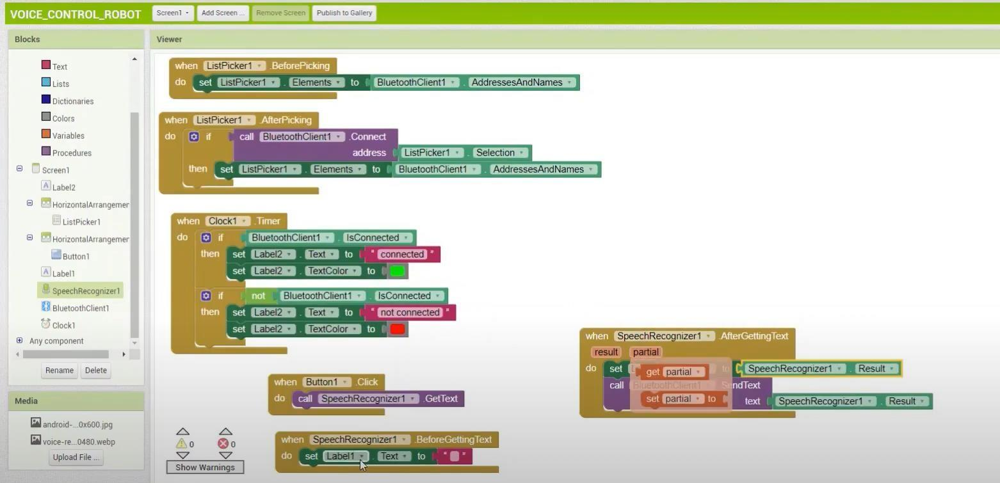 VOICE_CONTROL_ROBOT Screen1 Add Screen ... Remove Screen Publish to Gallery
Blocks
Text
Lists
Dictionaries
Colors
Variables
Procedures
Screen1
Label2
HorizontalArrangemer
ListPicker1
HorizontalArrangemer
Button1
Label1
SpeechRecognizer1
BluetoothClient1
Clock1
Any component
Rename Delete
Media
android-...0x600.jpg
voice-re...0480.webp
Upload File ...
Viewer
when ListPicker1 .BeforePicking
do set ListPicker1 . Elements to BluetoothClient1 . AddressesAndNames
when ListPicker1 .AfterPicking
do if call BluetoothClient1 .Connect
address ListPicker1 . Selection
then set ListPicker1 . Elements to BluetoothClient1 . AddressesAndNames
when Clock1 .Timer
do if BluetoothClient1 . IsConnected
then set Label2 . Text to " connected "
set Label2 . TextColor to
if not BluetoothClient1 . IsConnected
then set Label2 . Text to " not connected "
set Label2 . TextColor to
when Button1 .Click
do call SpeechRecognizer1 .GetText
when SpeechRecognizer1 .BeforeGettingText
do set Label1 . Text to " "
0 0
Show Warnings
when SpeechRecognizer1 .AfterGettingText
result partial
do set to SpeechRecognizer1 . Result
get partial
call BluetoothClient1 .SendText
set partial to
text SpeechRecognizer1 . Result